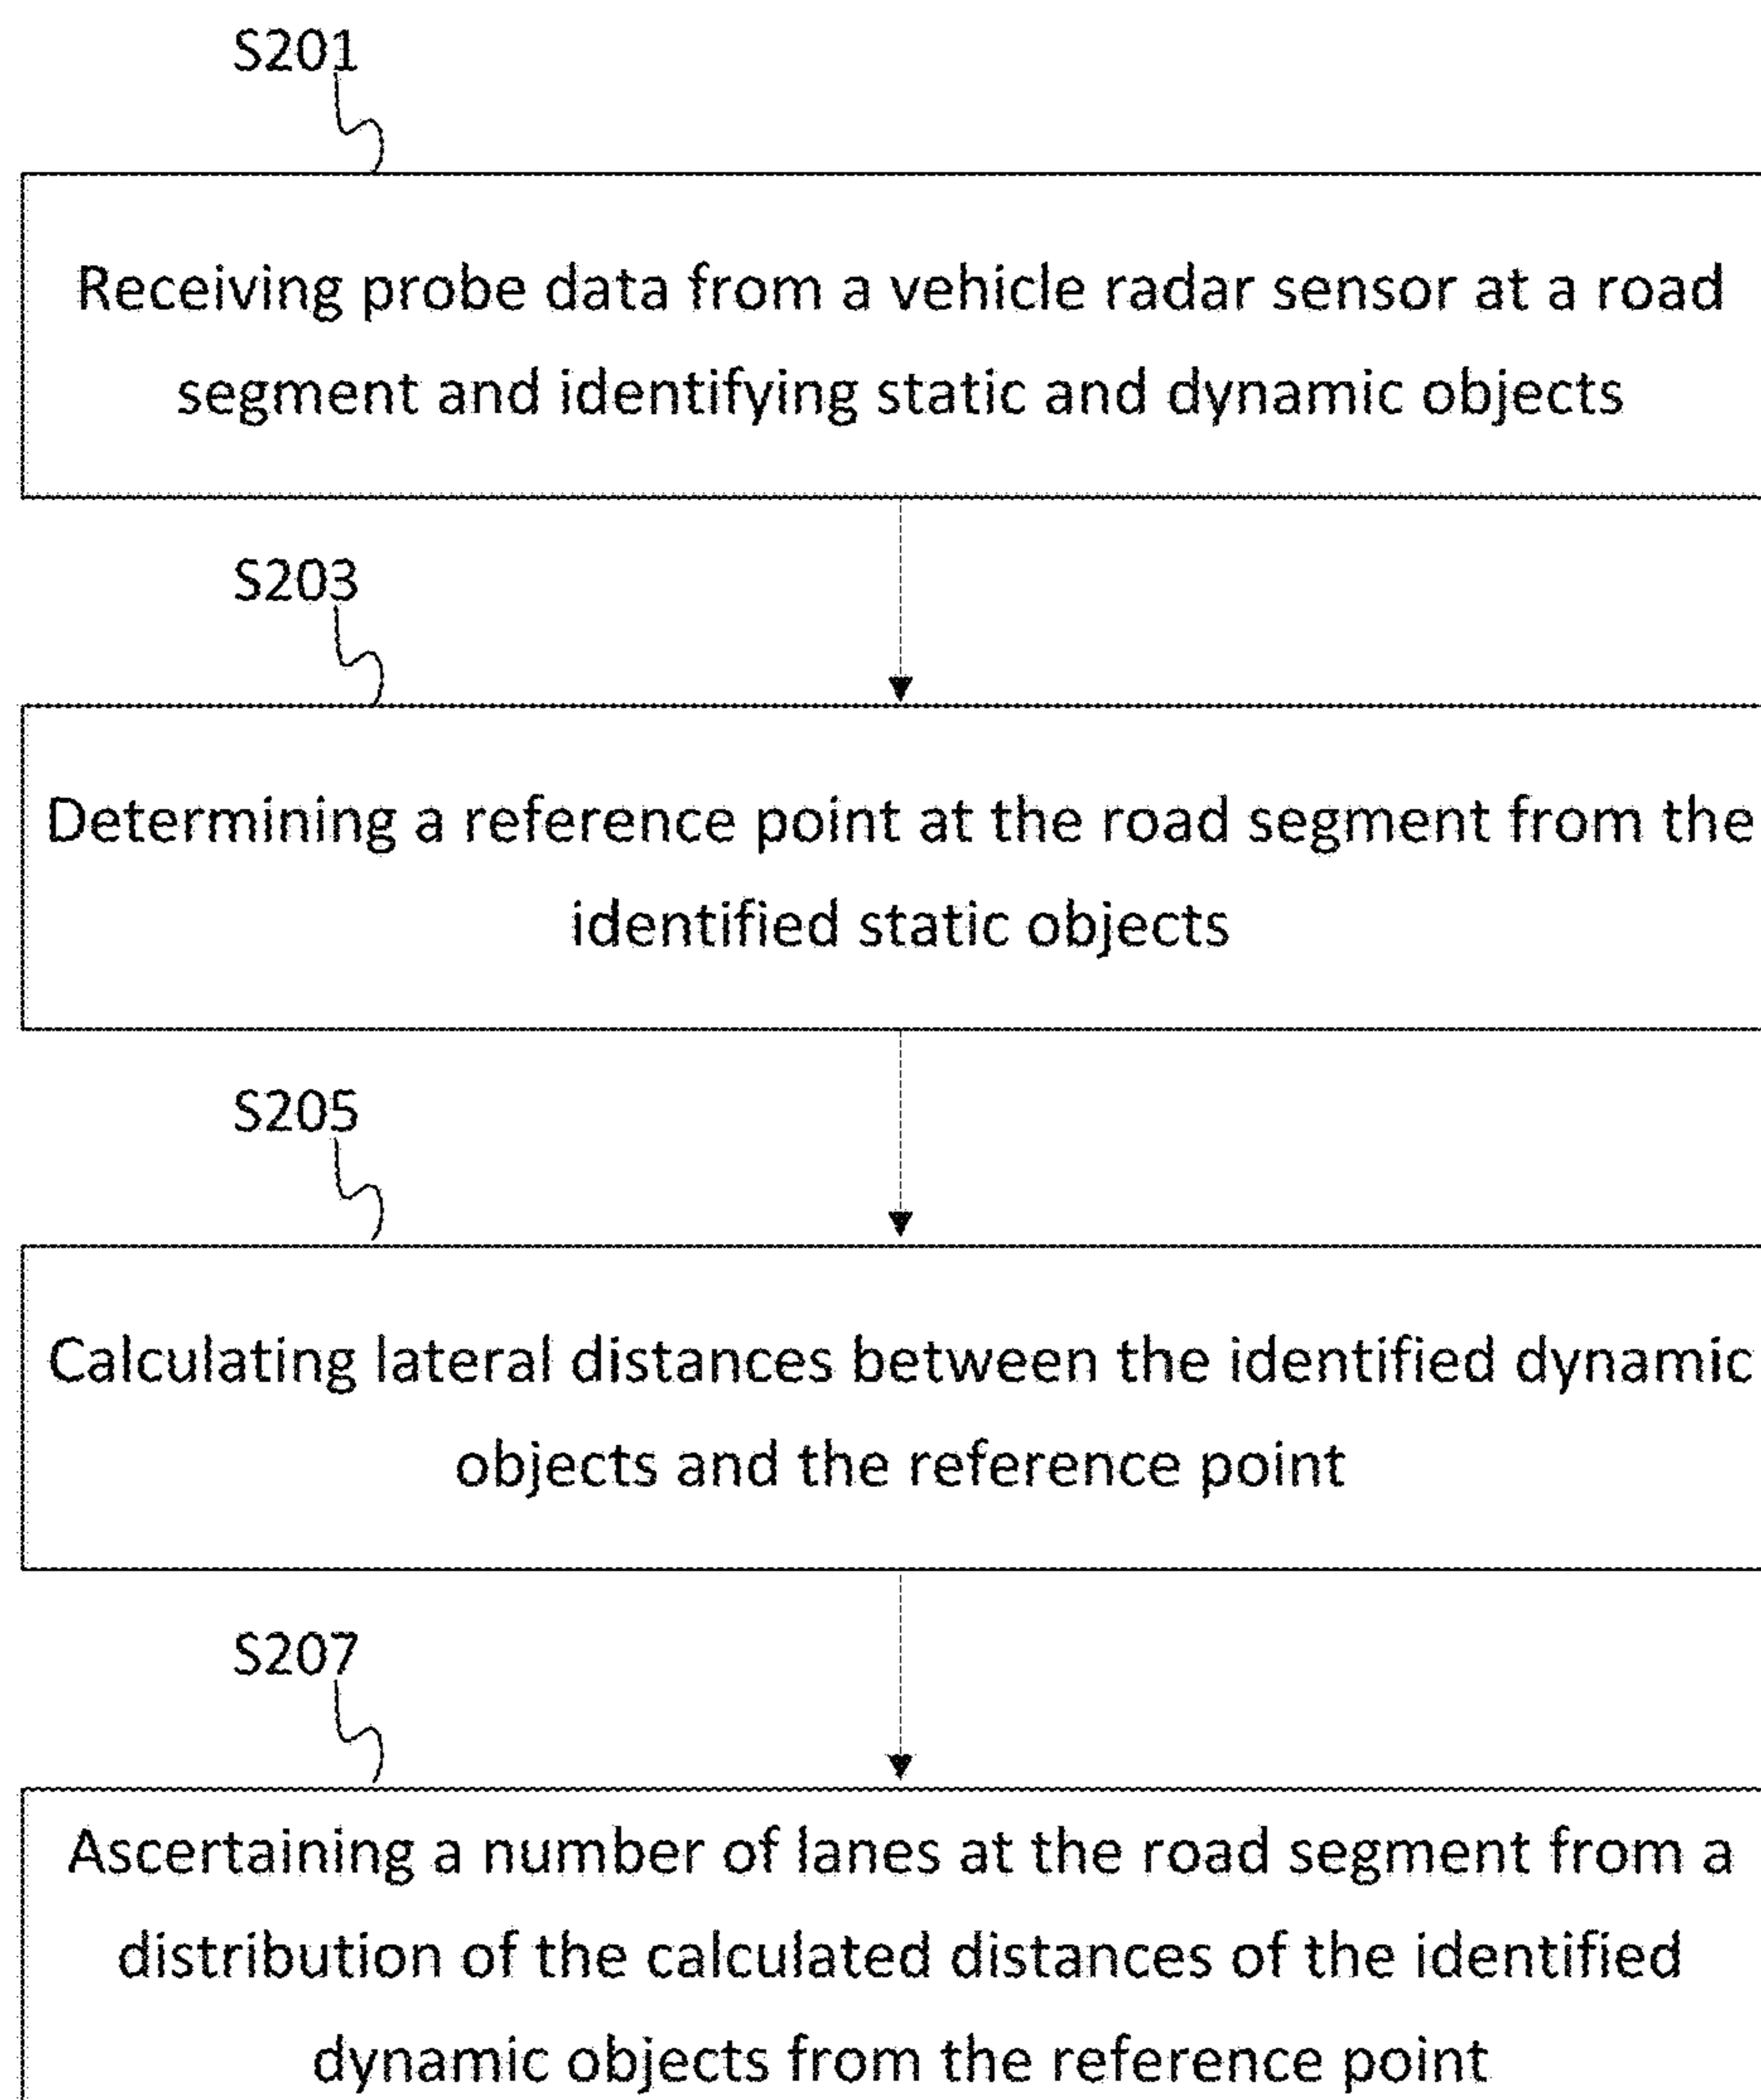 S201
Receiving probe data from a vehicle radar sensor at a road
segment and identifying static and dynamic objects
S203
Determining a reference point at the road segment from the
identified static objects
S205
Calculating lateral distances between the identified dynamic
objects and the reference point
S207
Ascertaining a number of lanes at the road segment from a
distribution of the calculated distances of the identified
dynamic objects from the reference point